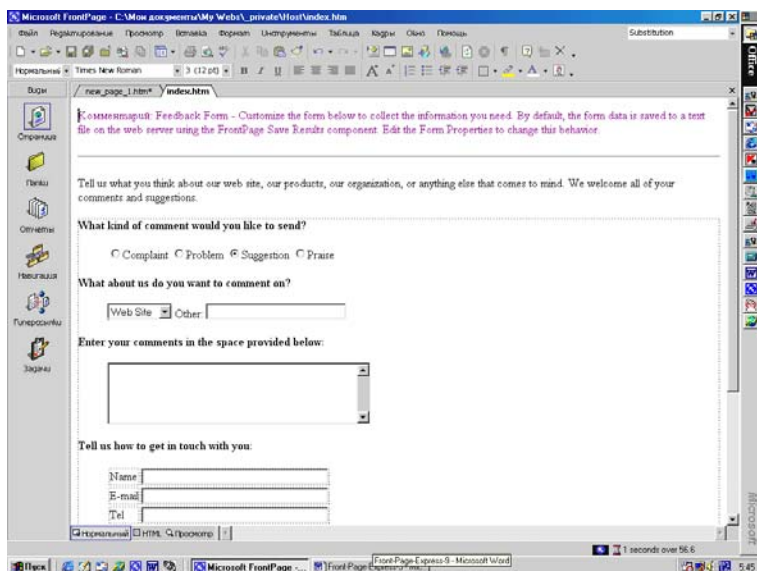 Microsoft FrontPage - C:\Мои документы\My Webs\_private\Host\index.htm
Файл Редактирование Просмотр Вставка Формат Инструменты Таблица Кадры Окно Помощь
Substitution
Нормальный Times New Roman 3 (12 pt)
Office
Виды
new_page_1.htm* index.htm
Комментарий: Feedback Form - Customize the form below to collect the information you need. By default, the form data is saved to a text
file on the web server using the FrontPage Save Results component. Edit the Form Properties to change this behavior.
Страница
Папки
Отчёты
Навигация
Гиперссылки
Задачи
Tell us what you think about our web site, our products, our organization, or anything else that comes to mind. We welcome all of your
comments and suggestions.
What kind of comment would you like to send?
Complaint Problem Suggestion Praise
What about us do you want to comment on?
Web Site Other:
Enter your comments in the space provided below:
Tell us how to get in touch with you:
Name
E-mail
Tel
Нормальный HTML Просмотр
Microsoft
1 seconds over 56.6
Пуск
Microsoft FrontPage - ...
Front-Page-Express-9 - Microsoft Word
5:45